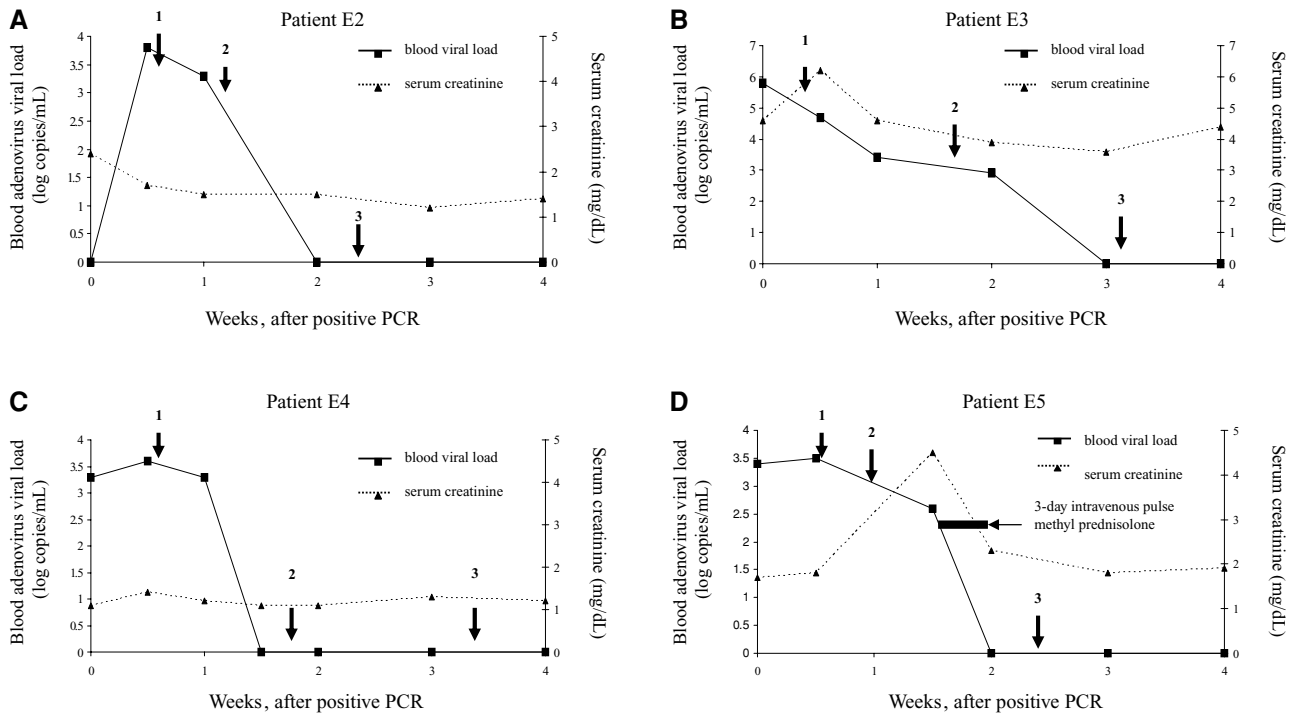 A
Patient E2
1
2
3
blood viral load
serum creatinine
Blood adenovirus viral load
(log copies/mL)
4
3.5
3
2.5
2
1.5
1
0.5
0
5
4
3
2
1
0
Serum creatinine (mg/dL)
0 1 2 3 4
Weeks, after positive PCR
B
Patient E3
1
2
3
blood viral load
serum creatinine
Blood adenovirus viral load
(log copies/mL)
7
6
5
4
3
2
1
0
7
6
5
4
3
2
1
0
Serum creatinine (mg/dL)
0 1 2 3 4
Weeks, after positive PCR
C
Patient E4
1
2
3
blood viral load
serum creatinine
Blood adenovirus viral load
(log copies/mL)
4
3.5
3
2.5
2
1.5
1
0.5
0
5
4
3
2
1
0
Serum creatinine (mg/dL)
0 1 2 3 4
Weeks, after positive PCR
D
Patient E5
1
2
3
blood viral load
serum creatinine
3-day intravenous pulse
methyl prednisolone
Blood adenovirus viral load
(log copies/mL)
4
3.5
3
2.5
2
1.5
1
0.5
0
5
4
3
2
1
0
Serum creatinine (mg/dL)
0 1 2 3 4
Weeks, after positive PCR